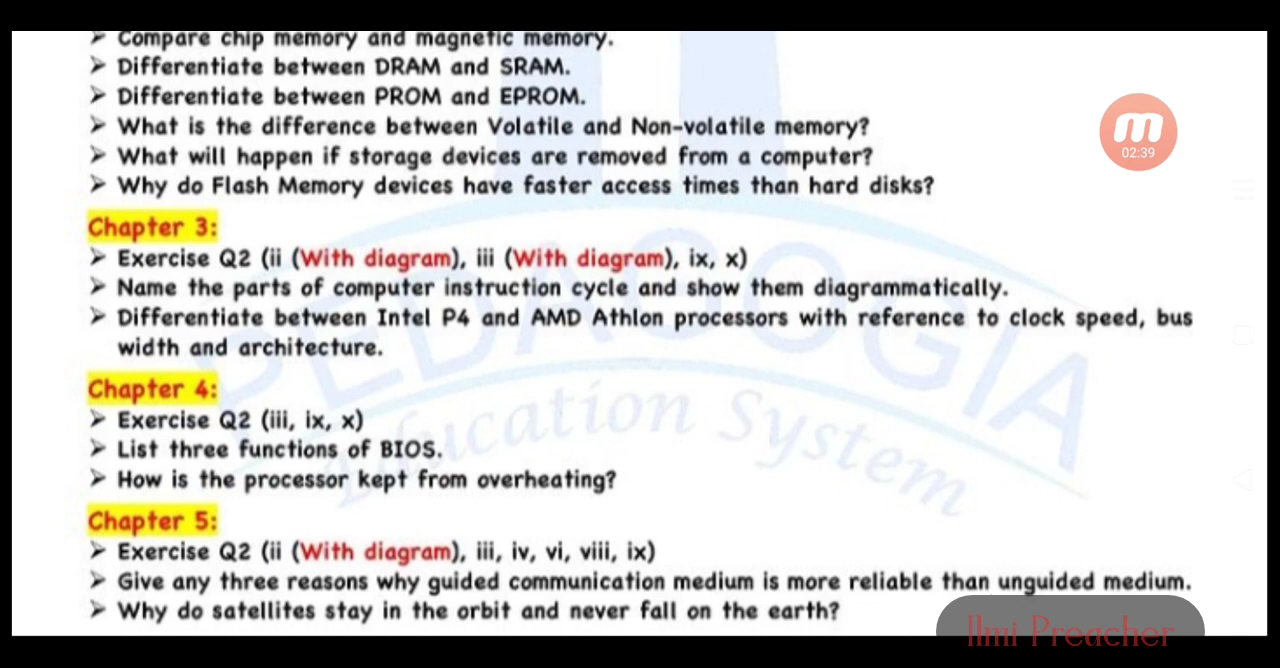 ➢ Compare chip memory and magnetic memory.
➢ Differentiate between DRAM and SRAM.
➢ Differentiate between PROM and EPROM.
➢ What is the difference between Volatile and Non-volatile memory?
➢ What will happen if storage devices are removed from a computer?
➢ Why do Flash Memory devices have faster access times than hard disks?
Chapter 3:
➢ Exercise Q2 (ii (With diagram), iii (With diagram), ix, x)
➢ Name the parts of computer instruction cycle and show them diagrammatically.
➢ Differentiate between Intel P4 and AMD Athlon processors with reference to clock speed, bus
width and architecture.
Chapter 4:
➢ Exercise Q2 (iii, ix, x)
➢ List three functions of BIOS.
➢ How is the processor kept from overheating?
Chapter 5:
➢ Exercise Q2 (ii (With diagram), iii, iv, vi, viii, ix)
➢ Give any three reasons why guided communication medium is more reliable than unguided medium.
➢ Why do satellites stay in the orbit and never fall on the earth?
PEDAGOGIA
Education System
m
02:39
Ilmi Preacher